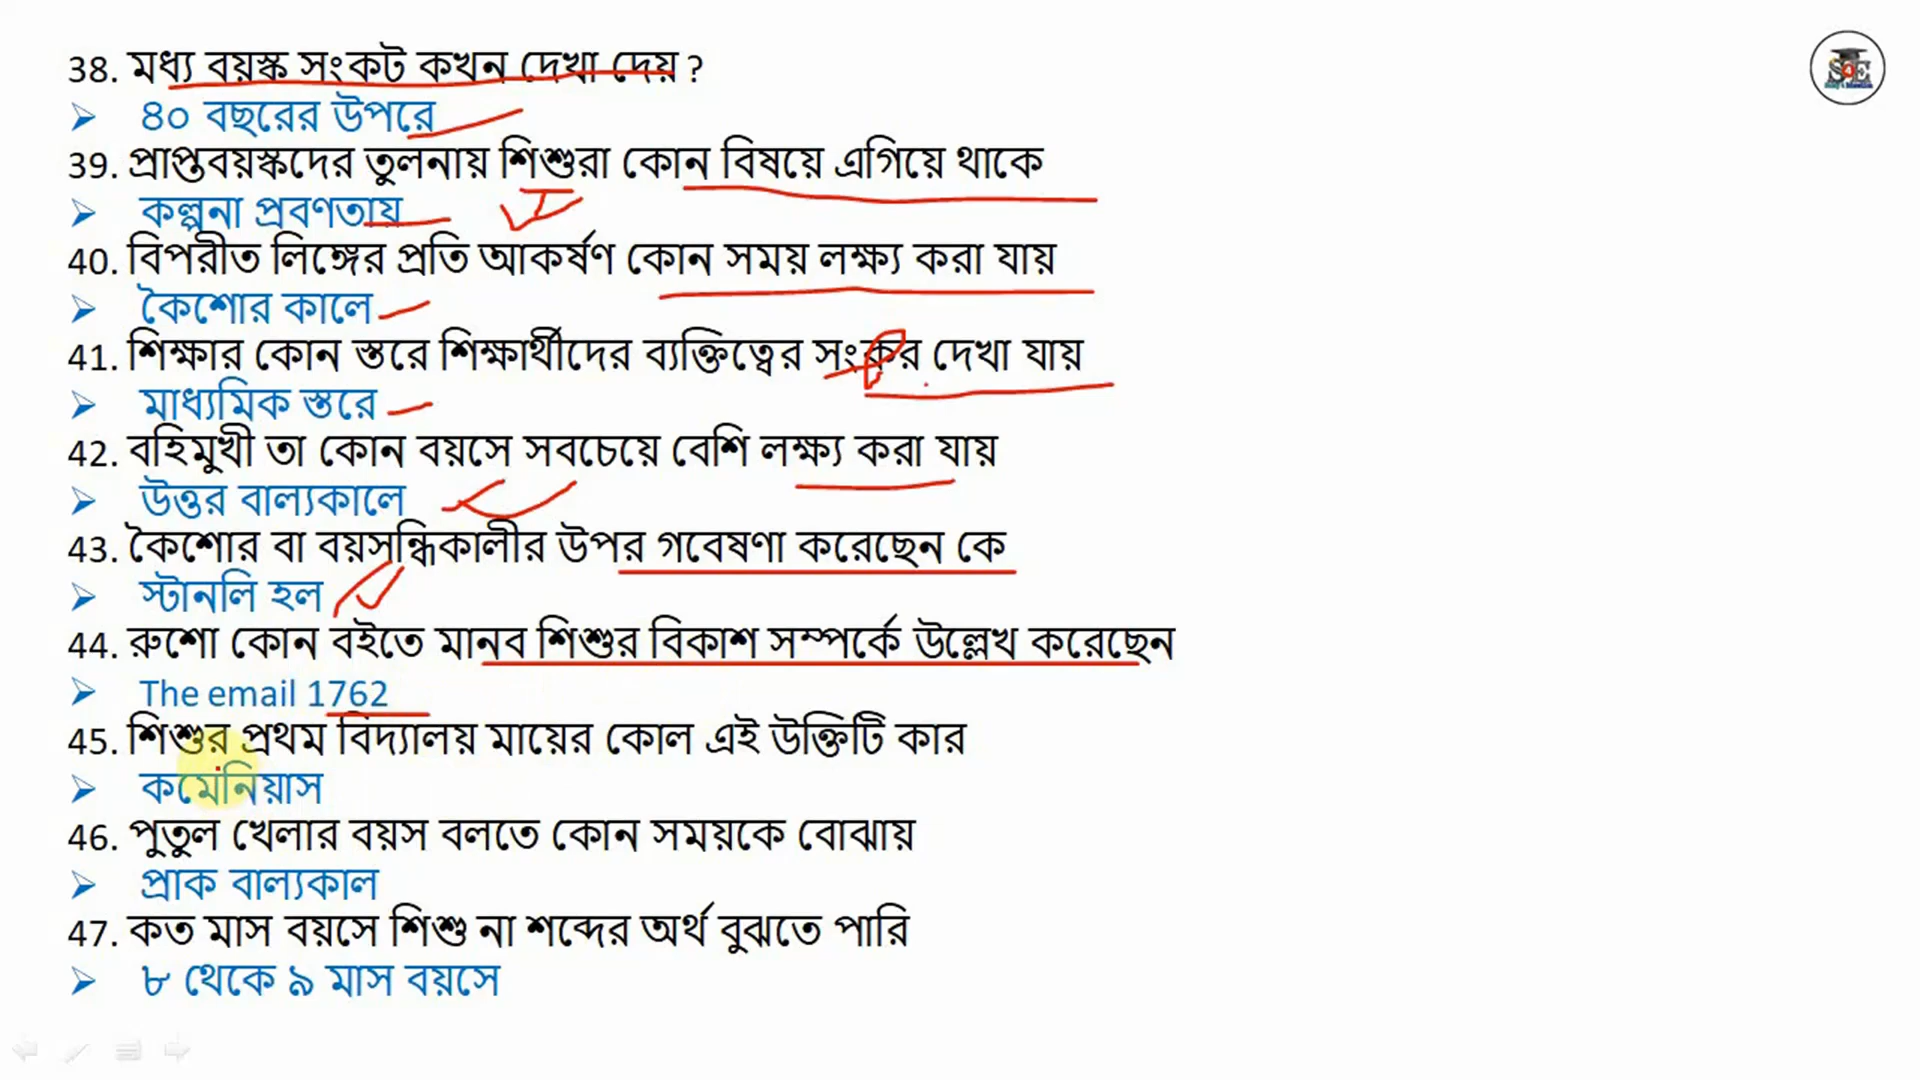 38. মধ্য বয়স্ক সংকট কখন দেখা দেয় ?
➢ ৪০ বছরের উপরে
39. প্রাপ্তবয়স্কদের তুলনায় শিশুরা কোন বিষয়ে এগিয়ে থাকে
➢ কল্পনা প্রবণতায়
40. বিপরীত লিঙ্গের প্রতি আকর্ষণ কোন সময় লক্ষ্য করা যায়
➢ কৈশোর কালে
41. শিক্ষার কোন স্তরে শিক্ষার্থীদের ব্যক্তিত্বের সংকর দেখা যায়
➢ মাধ্যমিক স্তরে
42. বহিমুখী তা কোন বয়সে সবচেয়ে বেশি লক্ষ্য করা যায়
➢ উত্তর বাল্যকালে
43. কৈশোর বা বয়সন্ধিকালীর উপর গবেষণা করেছেন কে
➢ স্টানলি হল
44. রুশো কোন বইতে মানব শিশুর বিকাশ সম্পর্কে উল্লেখ করেছেন
➢ The email 1762
45. শিশুর প্রথম বিদ্যালয় মায়ের কোল এই উক্তিটি কার
➢ কমেনিয়াস
46. পুতুল খেলার বয়স বলতে কোন সময়কে বোঝায়
➢ প্রাক বাল্যকাল
47. কত মাস বয়সে শিশু না শব্দের অর্থ বুঝতে পারি
➢ ৮ থেকে ৯ মাস বয়সে
S4E